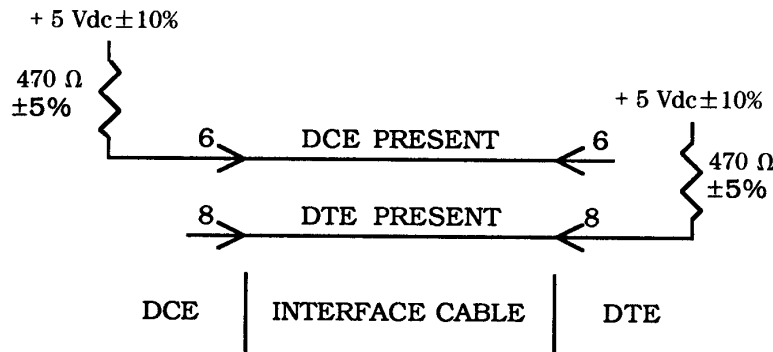 + 5 Vdc±10%
470 Ω
±5%
+ 5 Vdc±10%
6 DCE PRESENT 6
470 Ω
±5%
8 DTE PRESENT 8
DCE INTERFACE CABLE DTE